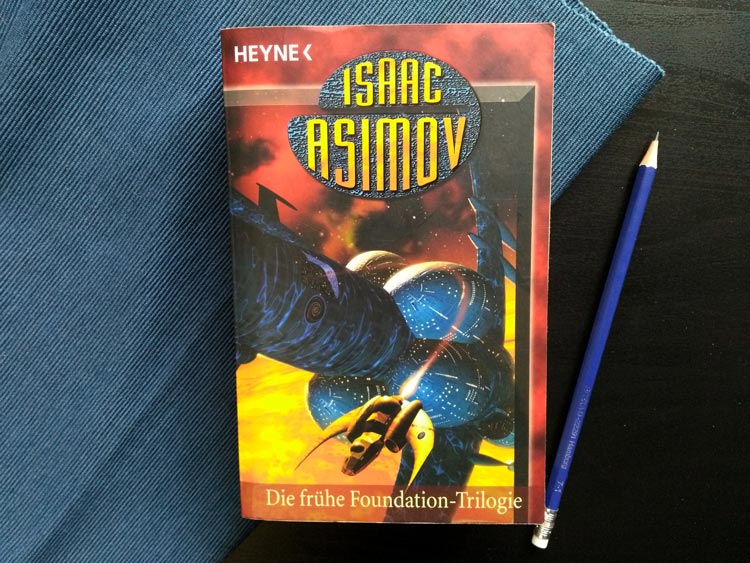 HEYNE
ISAAC
ASIMOV
Die frühe Foundation-Trilogie